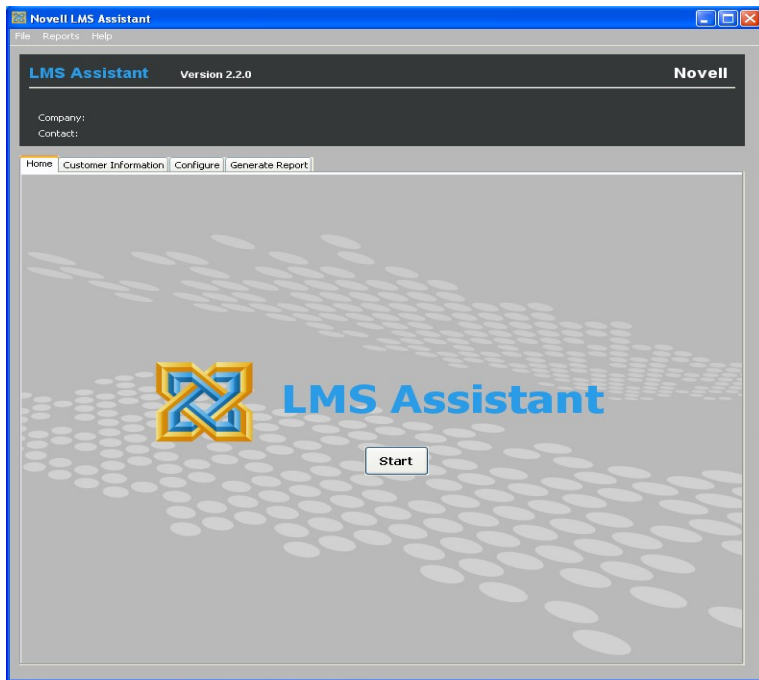 Novell LMS Assistant
File Reports Help
LMS Assistant Version 2.2.0 Novell
Company:
Contact:
Home Customer Information Configure Generate Report
LMS Assistant
Start